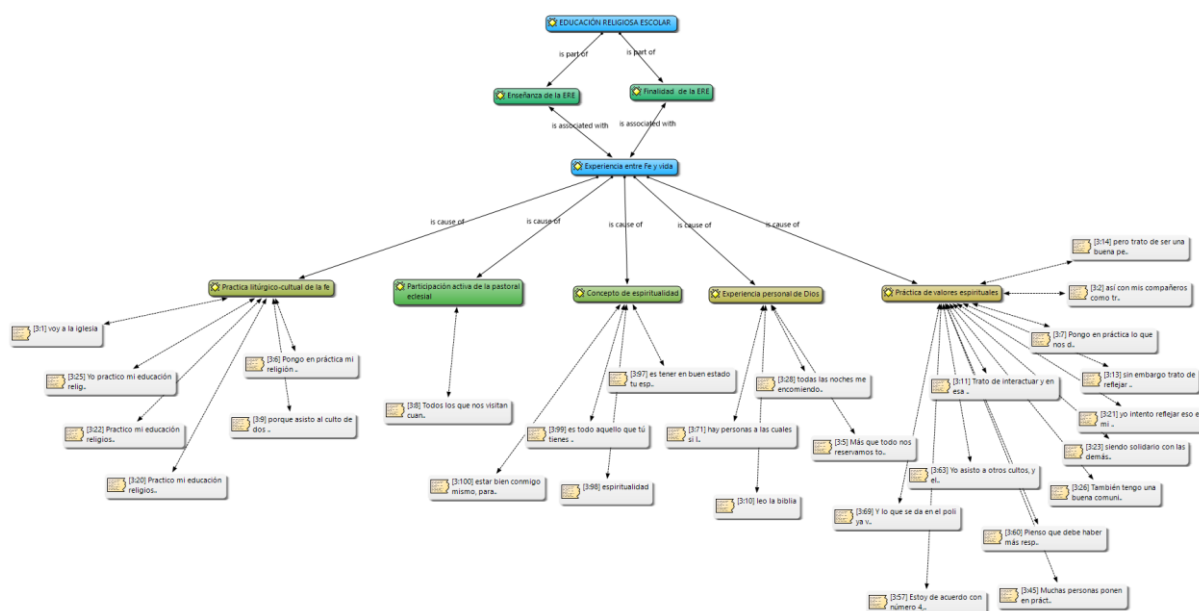 EDUCACIÓN RELIGIOSA ESCOLAR
is part of
is part of
Enseñanza de la ERE
Finalidad de la ERE
is associated with
is associated with
Experiencia entre Fe y vida
is cause of
is cause of
is cause of
is cause of
is cause of
Practica litúrgico-cultual de la fe
Participación activa de la pastoral
eclesial
Concepto de espiritualidad
Experiencia personal de Dios
Práctica de valores espirituales
[3:14] pero trato de ser una
buena pe..
[3:2] así con mis compañeros
como tr..
[3:1] voy a la iglesia
[3:6] Pongo en práctica mi
religión ..
[3:7] Pongo en práctica lo que
nos d..
[3:25] Yo practico mi educación
relig..
[3:97] es tener en buen estado
tu esp..
[3:28] todas las noches me
encomiendo..
[3:11] Trato de interactuar y en
esa ..
[3:13] sin embargo trato de
reflejar ..
[3:9] porque asisto al culto de
dos ..
[3:8] Todos los que nos visitan
cuan..
[3:21] yo intento reflejar eso e
mi ..
[3:22] Practico mi educación
religios..
[3:99] es todo aquello que tú
tienes ..
[3:71] hay personas a las cuales
si l..
[3:5] Más que todo nos
reservamos to..
[3:23] siendo solidario con las
demás..
[3:20] Practico mi educación
religios..
[3:100] estar bien conmigo
mismo, para..
[3:98] espiritualidad
[3:10] leo la biblia
[3:63] Yo asisto a otros cultos, y
el..
[3:26] También tengo una
buena comuni..
[3:69] Y lo que se da en el poli
ya v..
[3:60] Pienso que debe haber
más resp..
[3:57] Estoy de acuerdo con
número 4,..
[3:45] Muchas personas ponen
en práct..